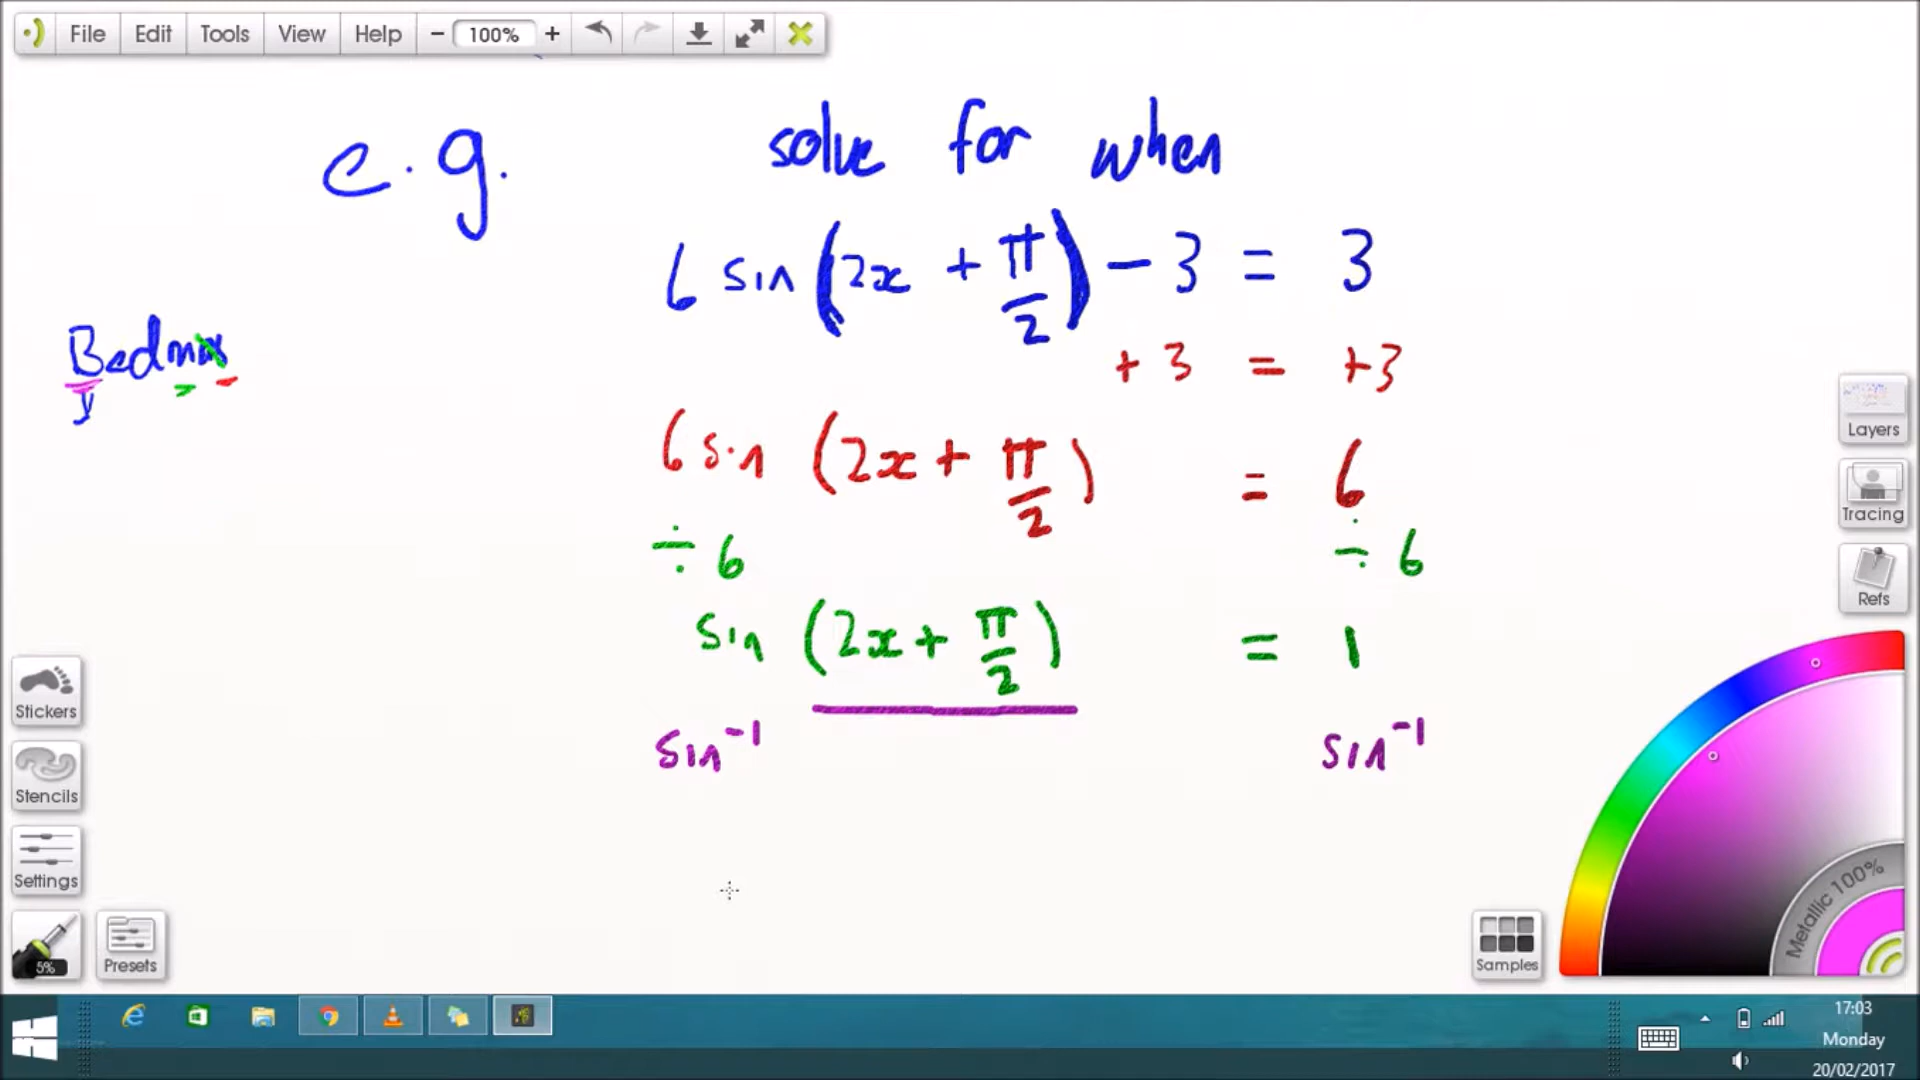 File Edit Tools View Help − 100% +
e.g. solve for when
6 sin (2x + π/2) − 3 = 3
+ 3 = +3
6 sin (2x + π/2) = 6
÷ 6 ÷ 6
sin (2x + π/2) = 1
sin⁻¹ sin⁻¹
Layers
Tracing
Refs
Stickers
Stencils
Settings
5%
Presets
Samples
Metallic 100%
17:03
Monday
20/02/2017